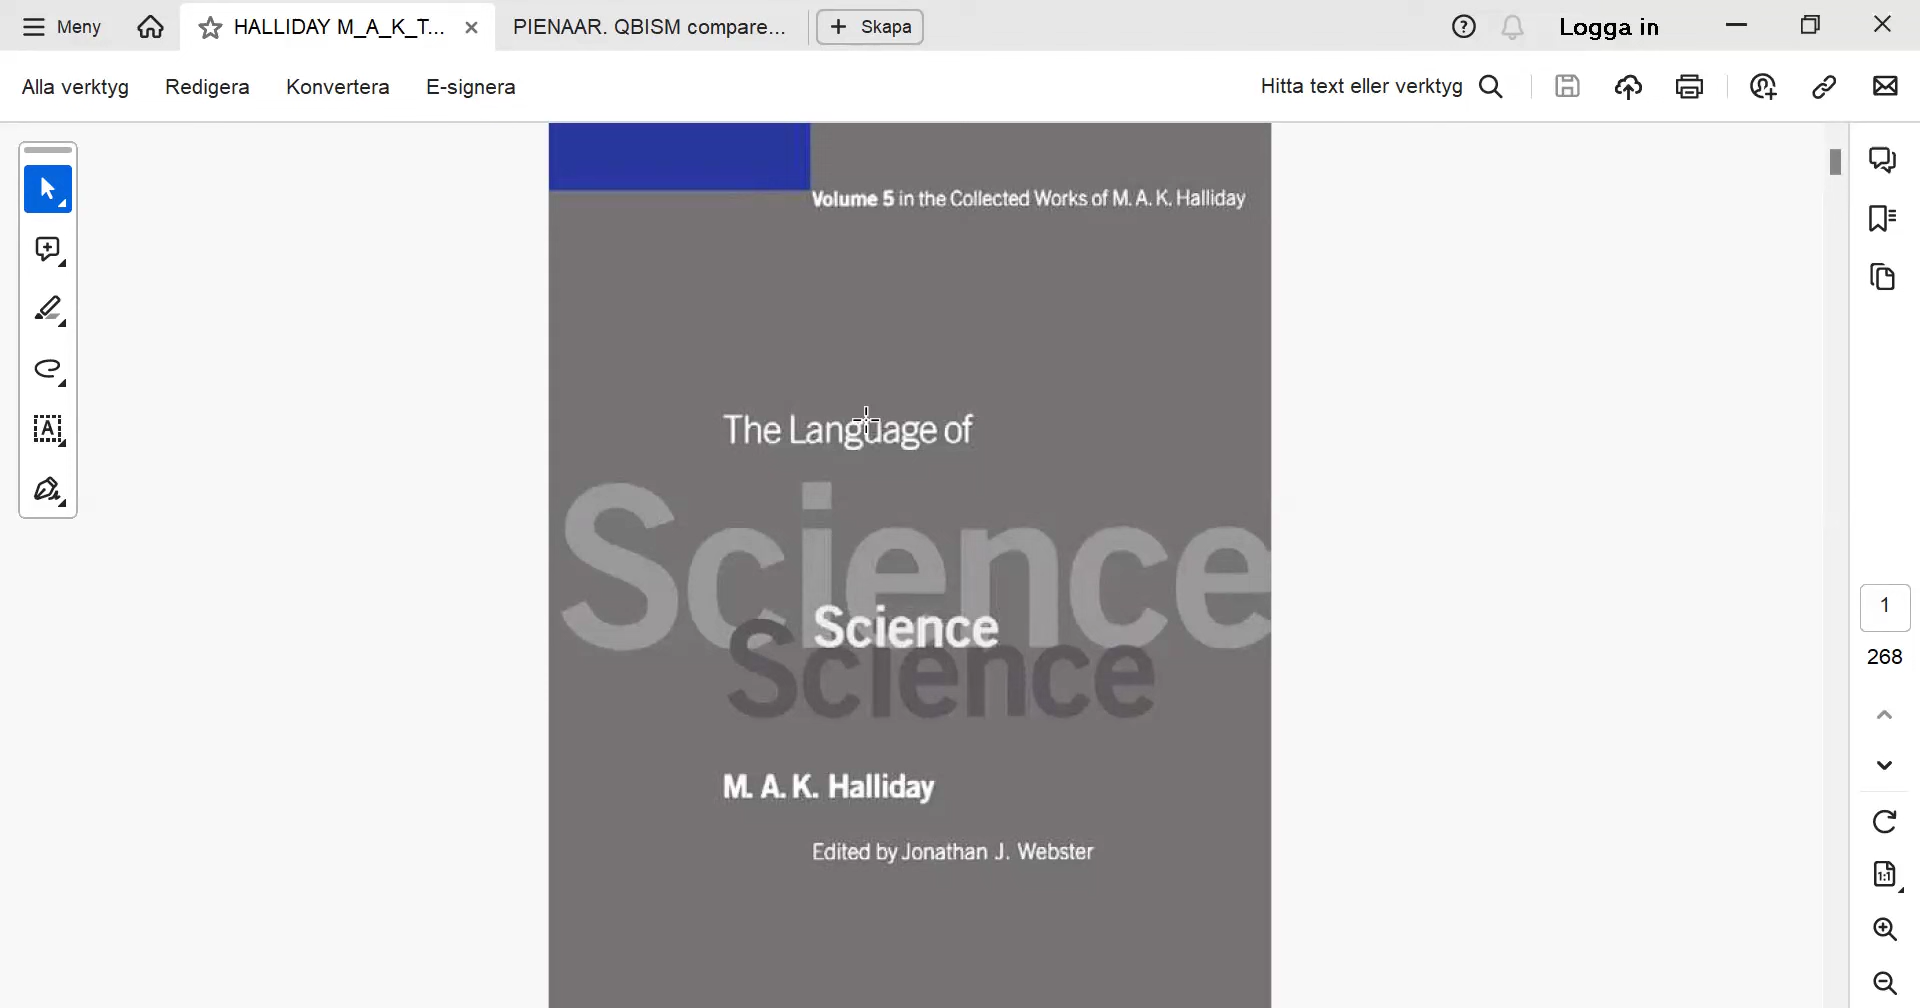 Meny
HALLIDAY M_A_K_T...
PIENAAR. QBISM compare...
Skapa
Logga in
Alla verktyg
Redigera
Konvertera
E-signera
Hitta text eller verktyg
Volume 5 in the Collected Works of M. A. K. Halliday
The Language of
Science
Science
Science
M. A. K. Halliday
Edited by Jonathan J. Webster
1
268